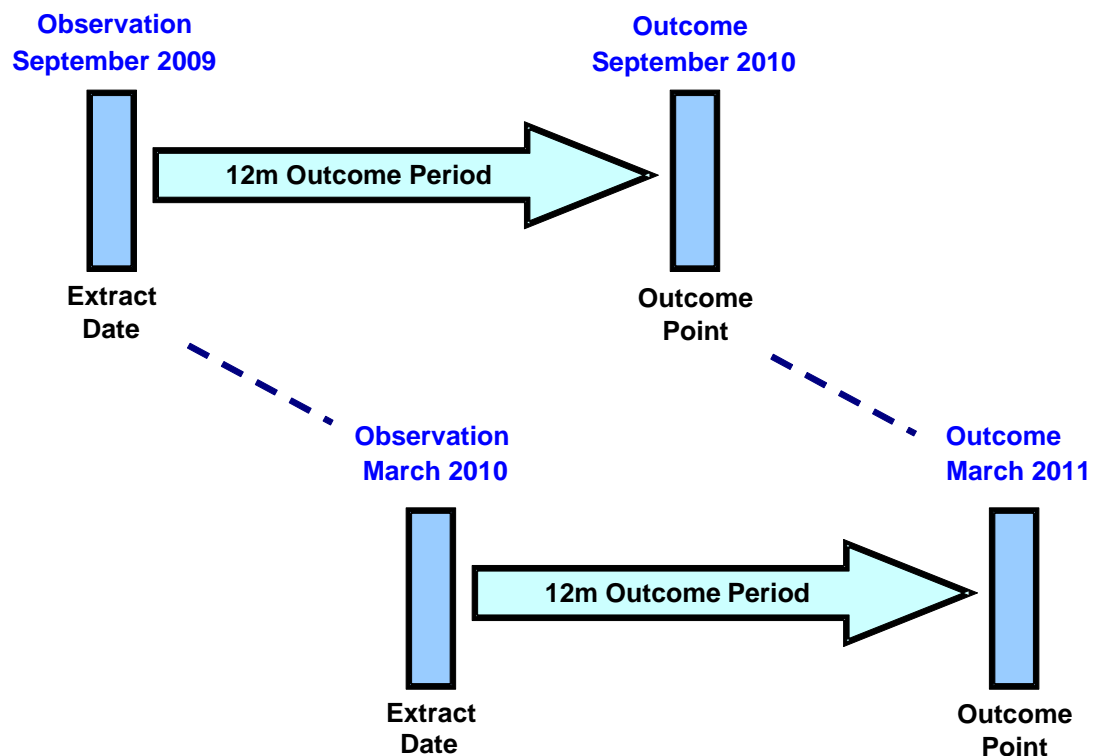 Observation
September 2009
Outcome
September 2010
12m Outcome Period
Extract
Date
Outcome
Point
Observation
March 2010
Outcome
March 2011
12m Outcome Period
Extract
Date
Outcome
Point